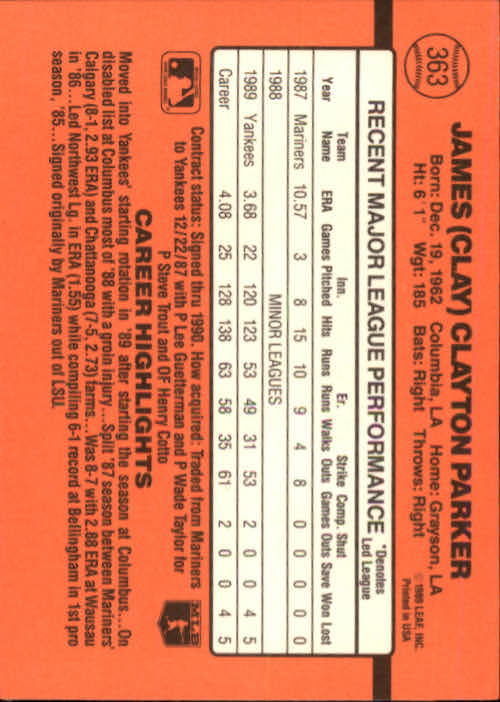 363
JAMES (CLAY) CLAYTON PARKER
Born: Dec. 19, 1962 Columbia, LA Home: Grayson, LA
Ht: 6'1" Wgt: 185 Bats: Right Throws: Right
©1989 LEAF, INC.
Printed in USA
RECENT MAJOR LEAGUE PERFORMANCE *Denotes Led League
Year Team Name ERA Games Inn. Pitched Hits Runs Er. Runs Walks Strike Outs Comp. Games Shut Outs Save Won Lost
1987 Mariners 10.57 3 8 15 10 9 4 8 0 0 0 0 0
1988 MINOR LEAGUES
1989 Yankees 3.68 22 120 123 53 49 31 53 2 0 0 4 5
Career 4.08 25 128 138 63 58 35 61 2 0 0 4 5
Contract status: Signed thru 1990. How acquired: Traded from Mariners
to Yankees 12/22/87 with P Lee Guetterman and P Wade Taylor for
P Steve Trout and OF Henry Cotto
MLB
CAREER HIGHLIGHTS
Moved into Yankees' starting rotation in '89 after starting the season at Columbus...On
disabled list at Columbus most of '88 with a groin injury...Split '87 season between Mariners'
Calgary (8-1, 2.93 ERA) and Chattanooga (7-5, 2.73) farms...Was 8-7 with 2.88 ERA at Wausau
in '86...Led Northwest Lg. in ERA (1.55) while compiling 6-1 record at Bellingham in 1st pro
season, '85...Signed originally by Mariners out of LSU.